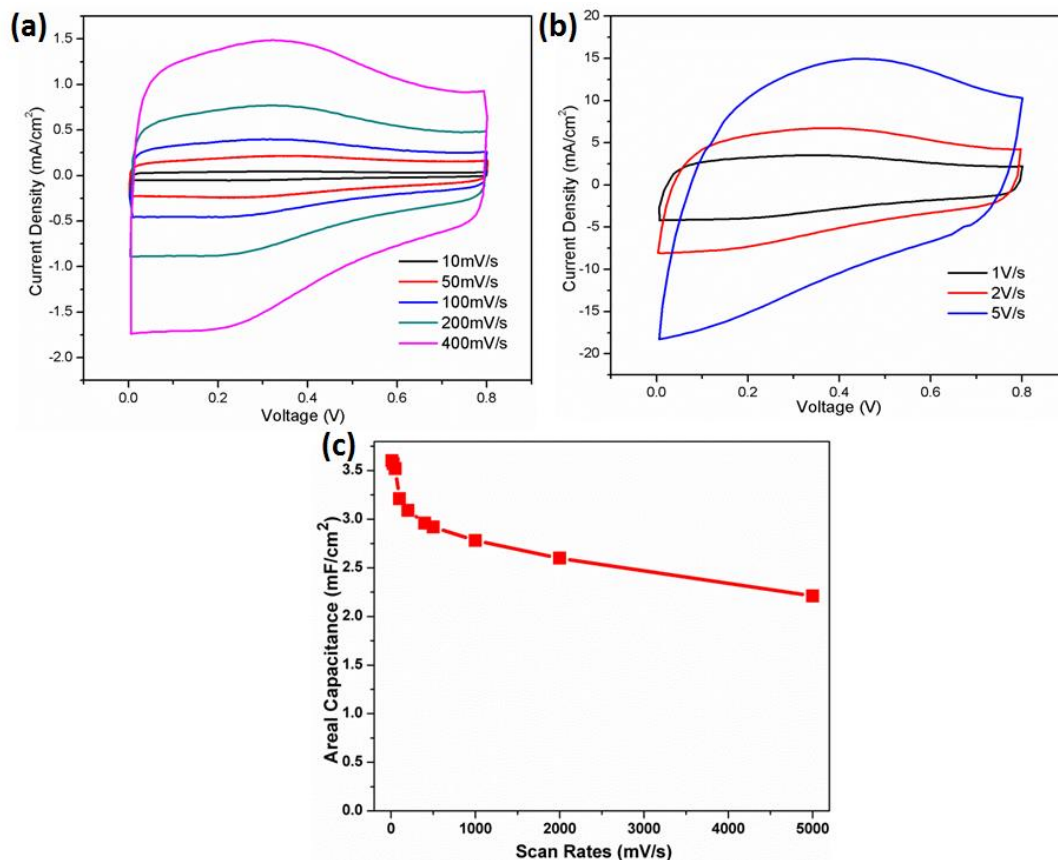 (a)
1.5
1.0
0.5
0.0
-0.5
-1.0
-1.5
-2.0
Current Density (mA/cm²)
10mV/s
50mV/s
100mV/s
200mV/s
400mV/s
0.0 0.2 0.4 0.6 0.8
Voltage (V)
(b)
20
15
10
5
0
-5
-10
-15
-20
Current Density (mA/cm²)
1V/s
2V/s
5V/s
0.0 0.2 0.4 0.6 0.8
Voltage (V)
(c)
3.5
3.0
2.5
2.0
1.5
1.0
0.5
0.0
Areal Capacitance (mF/cm²)
0 1000 2000 3000 4000 5000
Scan Rates (mV/s)